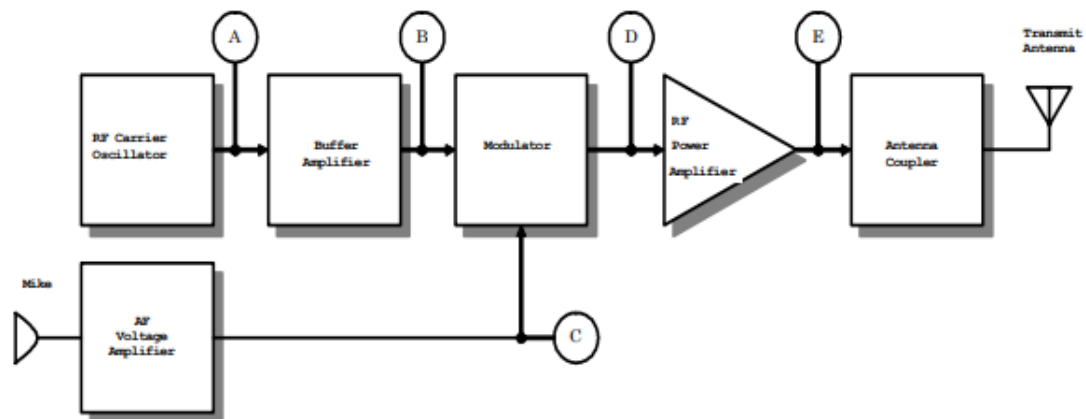 A
B
D
E
Transmit
Antenna
RF Carrier
Oscillator
Buffer
Amplifier
Modulator
RF
Power
Amplifier
Antenna
Coupler
Mike
AF
Voltage
Amplifier
C